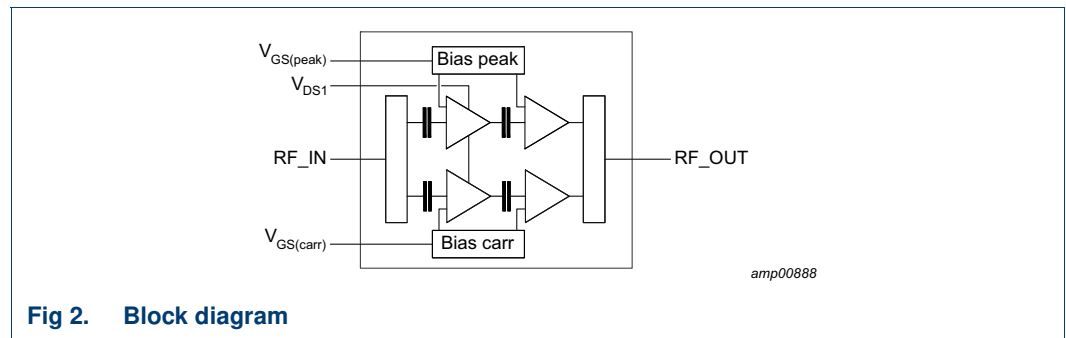 V_GS(peak)
Bias peak
V_DS1
RF_IN
RF_OUT
V_GS(carr)
Bias carr
amp00888
Fig 2. Block diagram